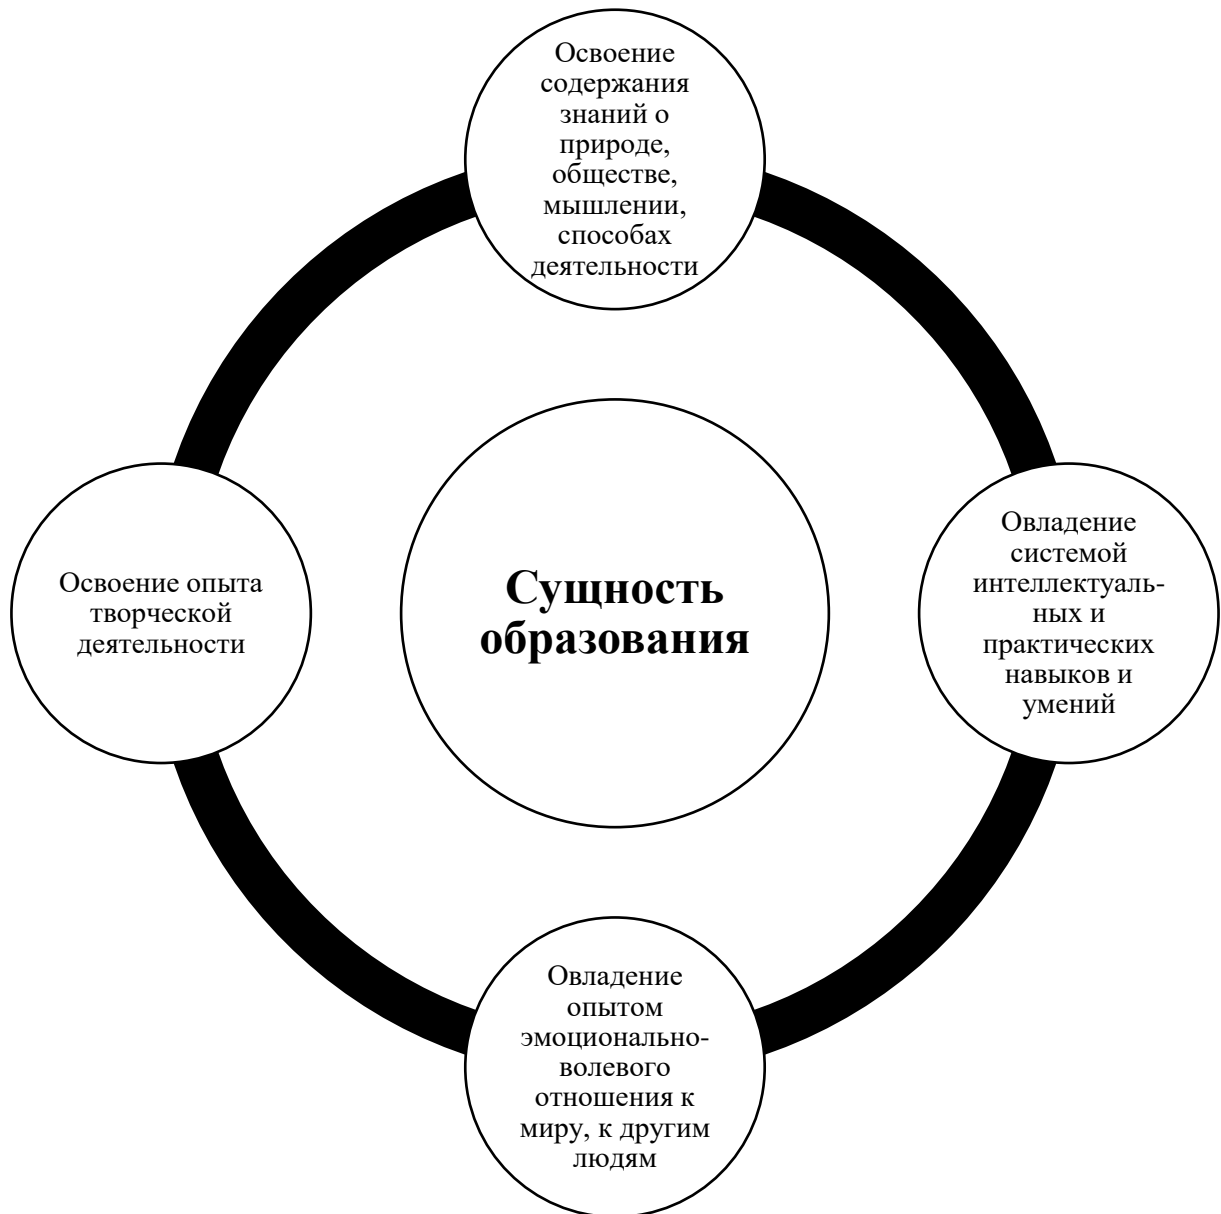 Освоение
содержания
знаний о
природе,
обществе,
мышлении,
способах
деятельности
Сущность
образования
Овладение
системой
интеллектуаль-
ных и
практических
навыков и
умений
Овладение
опытом
эмоционально-
волевого
отношения к
миру, к другим
людям
Освоение опыта
творческой
деятельности